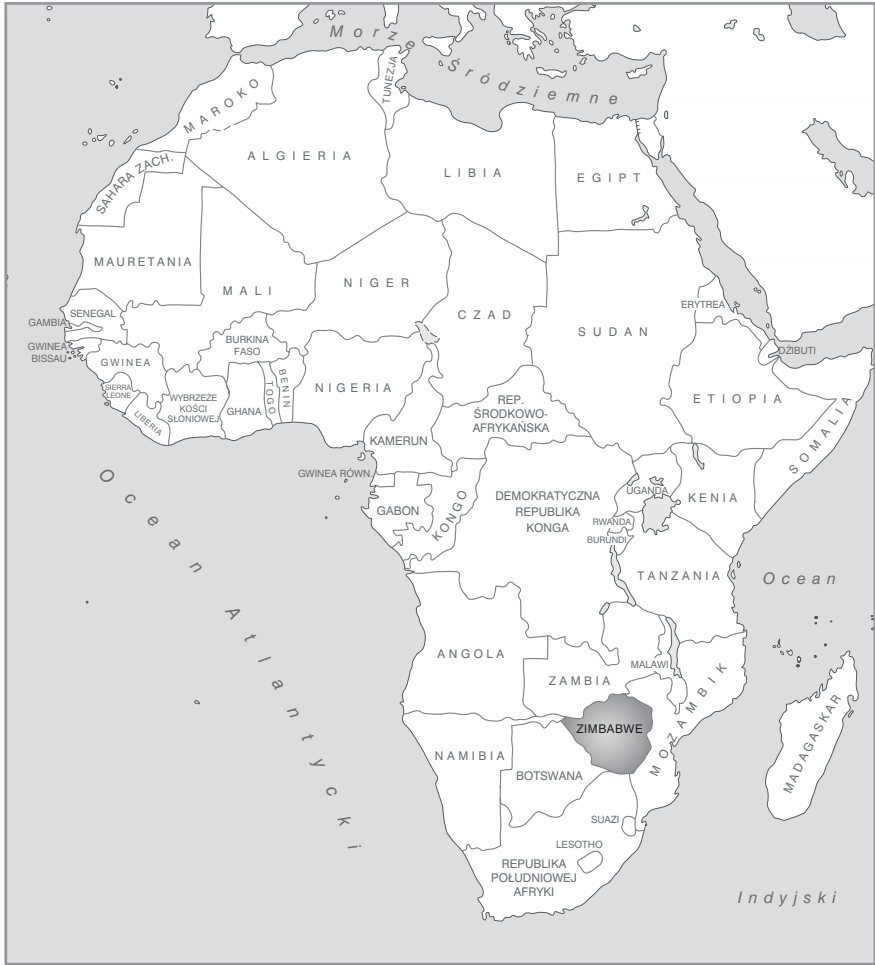 Morze
Śródziemne
MAROKO
TUNEZJA
ALGIERIA
LIBIA
EGIPT
SAHARA ZACH.
MAURETANIA
MALI
NIGER
CZAD
SUDAN
ERYTREA
SENEGAL
GAMBIA
GWINEA
BISSAU
GWINEA
BURKINA
FASO
DŻIBUTI
SIERRA
LEONE
LIBERIA
WYBRZEŻE
KOŚCI
SŁONIOWEJ
GHANA
TOGO
BENIN
NIGERIA
REP.
ŚRODKOWO-
AFRYKAŃSKA
ETIOPIA
SOMALIA
KAMERUN
GWINEA RÓWN.
GABON
KONGO
DEMOKRATYCZNA
REPUBLIKA
KONGA
UGANDA
KENIA
RWANDA
BURUNDI
TANZANIA
Ocean
Ocean Atlantycki
ANGOLA
ZAMBIA
MALAWI
MOZAMBIK
MADAGASKAR
ZIMBABWE
NAMIBIA
BOTSWANA
SUAZI
LESOTHO
REPUBLIKA
POŁUDNIOWEJ
AFRYKI
Indyjski